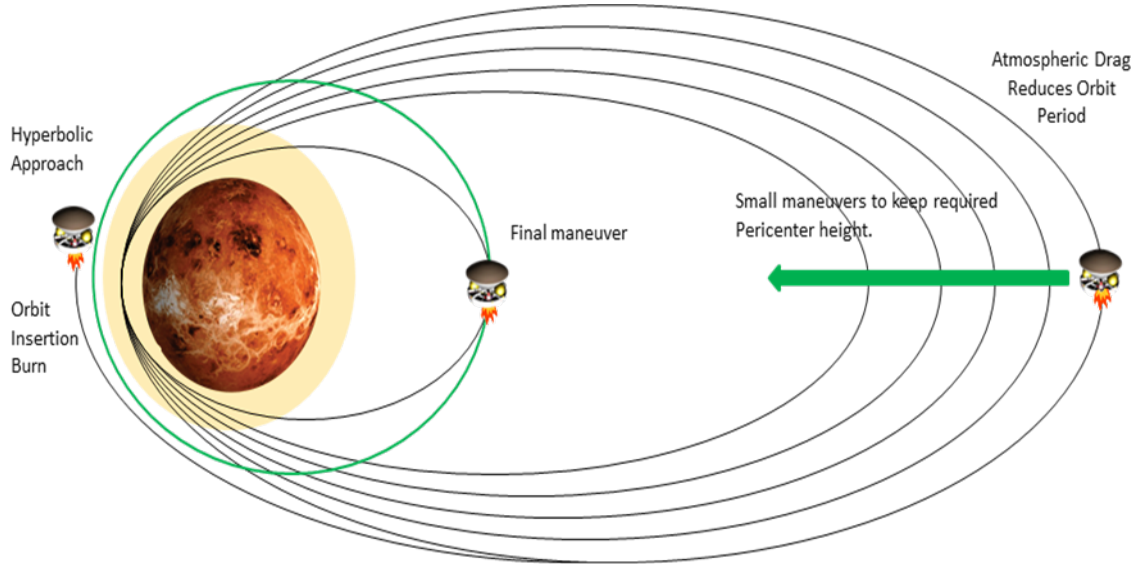 Hyperbolic
Approach
Orbit
Insertion
Burn
Final maneuver
Small maneuvers to keep required
Pericenter height.
Atmospheric Drag
Reduces Orbit
Period